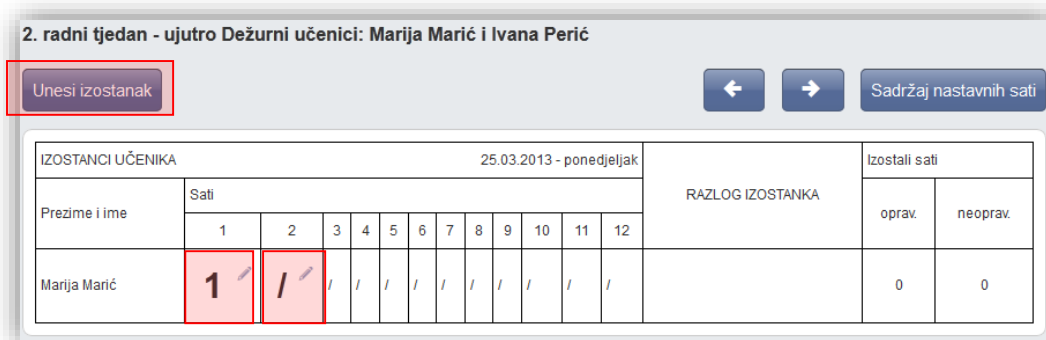 2. radni tjedan - ujutro Dežurni učenici: Marija Marić i Ivana Perić
Unesi izostanak
Sadržaj nastavnih sati
IZOSTANCI UČENIKA 25.03.2013 - ponedjeljak
RAZLOG IZOSTANKA
Izostali sati
Prezime i ime
Sati
oprav. neoprav.
1 2 3 4 5 6 7 8 9 10 11 12
Marija Marić 1 / / / / / / / / / / / 0 0